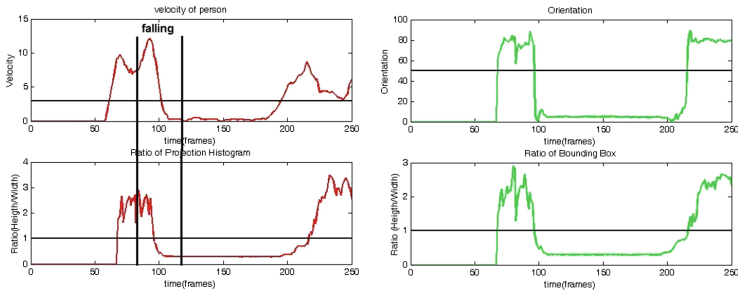 velocity of person
falling
Velocity
15
10
5
0
0 50 100 150 200 250
time(frames)
Orientation
Orientation
100
80
60
40
20
0
0 50 100 150 200 250
time(frames)
Ratio of Projection Histogram
Ratio(Heigth/Width)
4
3
2
1
0
0 50 100 150 200 250
time(frames)
Ratio of Bounding Box
Ratio (Heigth/Width)
3
2
1
0
0 50 100 150 200 250
time(frames)